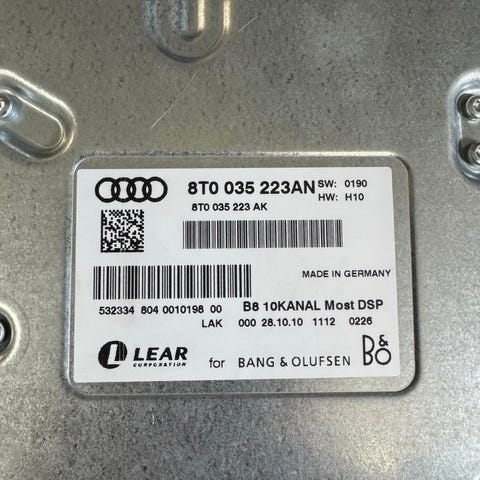 8T0 035 223AN SW: 0190
8T0 035 223 AK HW: H10
MADE IN GERMANY
532334 804 0010198 00 B8 10KANAL Most DSP
LAK 000 28.10.10 1112 0226
LEAR for BANG & OLUFSEN B&O
CORPORATION